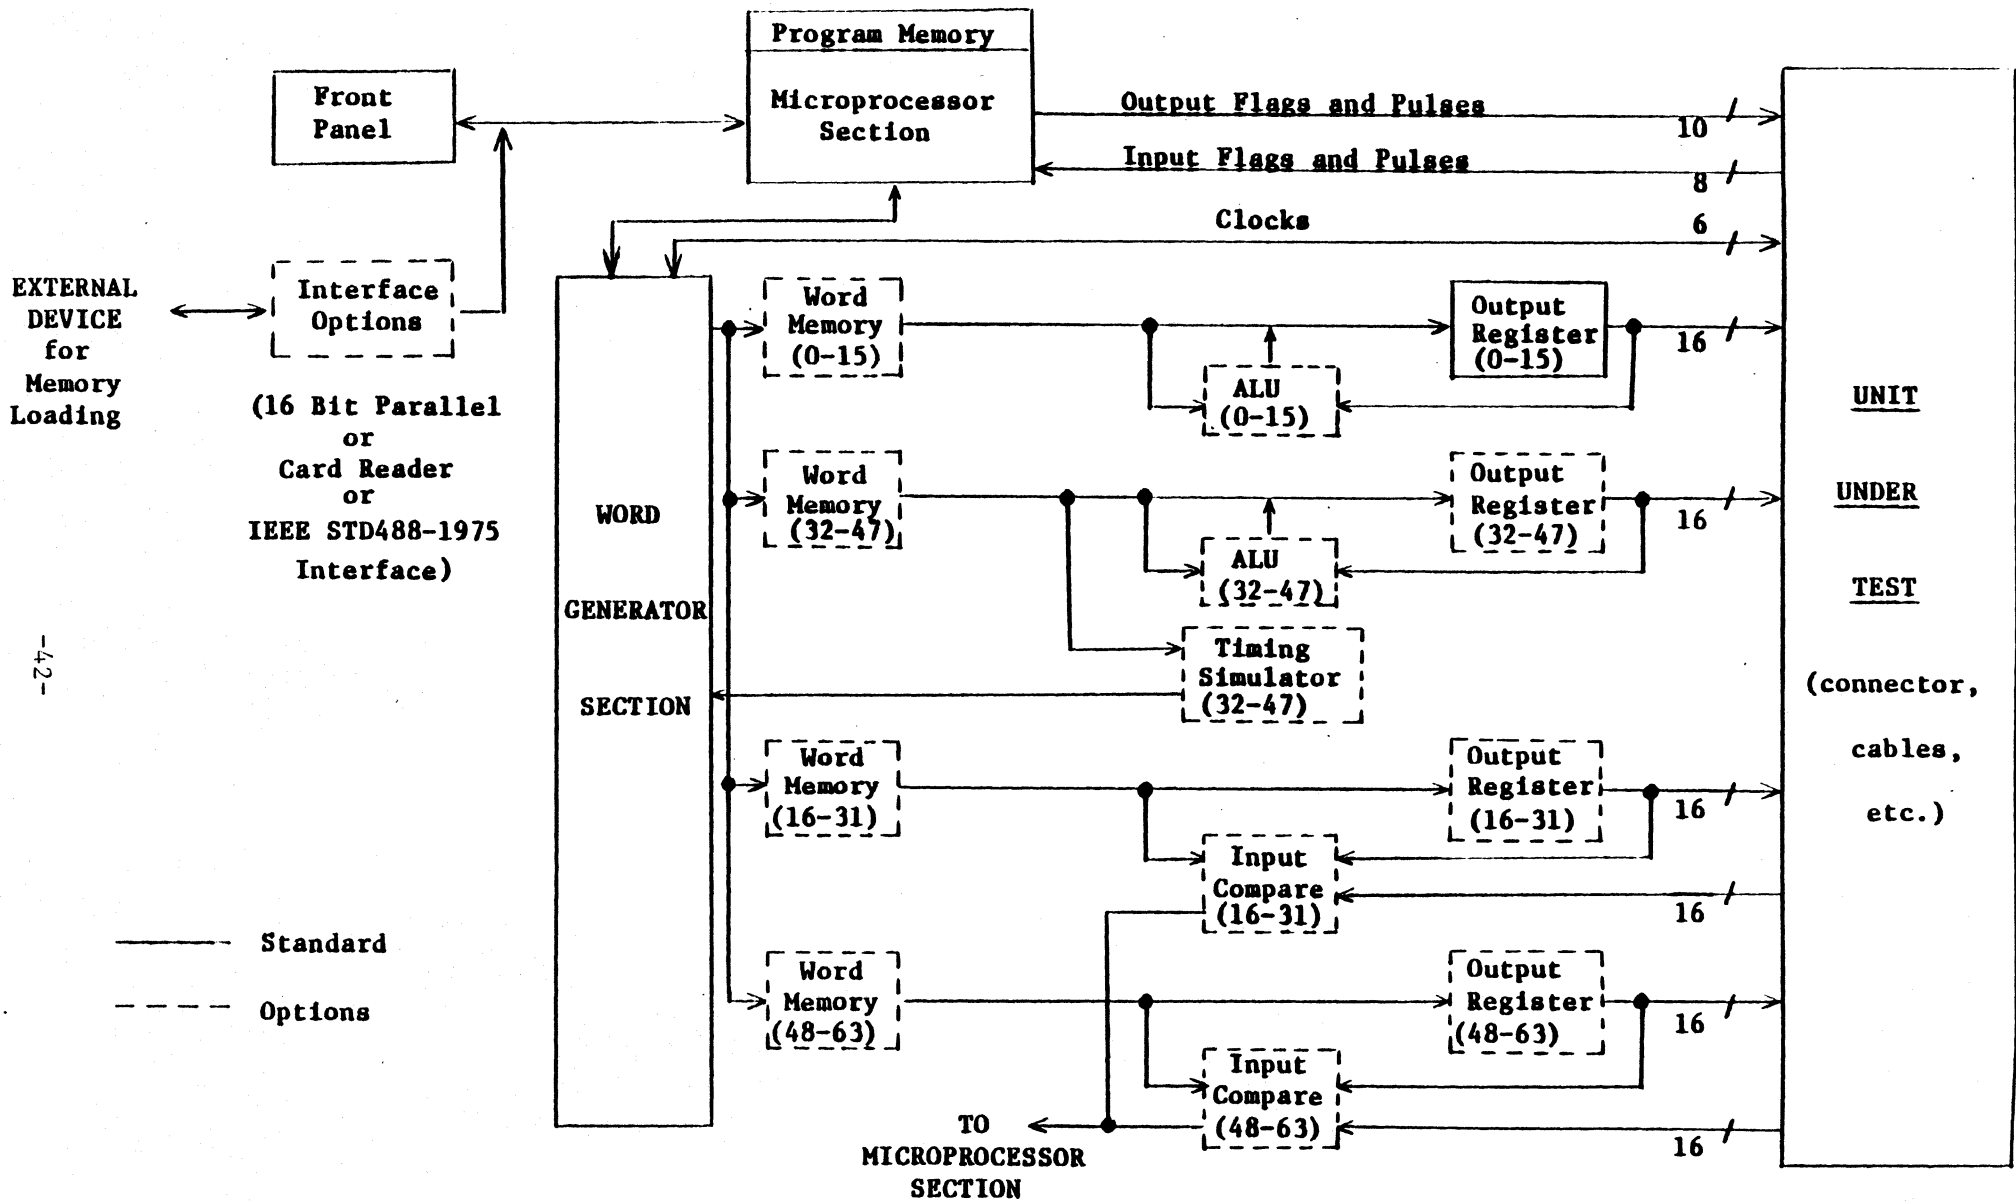 Program Memory
Microprocessor
Section
Front
Panel
Output Flags and Pulses
10
Input Flags and Pulses
8
Clocks
6
EXTERNAL
DEVICE
for
Memory
Loading
Interface
Options
(16 Bit Parallel
or
Card Reader
or
IEEE STD488-1975
Interface)
WORD
GENERATOR
SECTION
Word
Memory
(0-15)
Output
Register
(0-15)
16
ALU
(0-15)
Word
Memory
(32-47)
Output
Register
(32-47)
16
ALU
(32-47)
Timing
Simulator
(32-47)
Word
Memory
(16-31)
Output
Register
(16-31)
16
Input
Compare
(16-31)
16
Word
Memory
(48-63)
Output
Register
(48-63)
16
Input
Compare
(48-63)
16
TO
MICROPROCESSOR
SECTION
UNIT
UNDER
TEST
(connector,
cables,
etc.)
Standard
Options
-42-